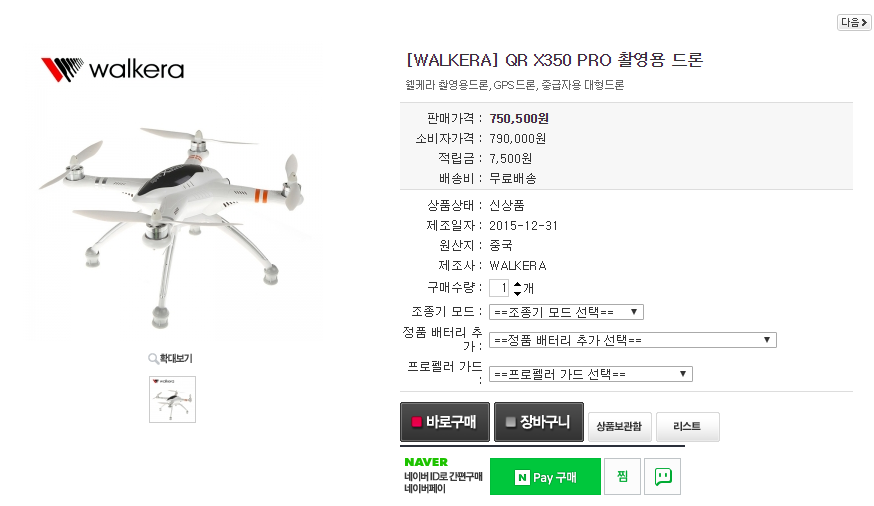 다음
walkera
[WALKERA] QR X350 PRO 촬영용 드론
웰케라 촬영용드론, GPS드론, 중급자용 대형드론
판매가격 : 750,500원
소비자가격 : 790,000원
적립금 : 7,500원
배송비 : 무료배송
상품상태 : 신상품
제조일자 : 2015-12-31
원산지 : 중국
제조사 : WALKERA
구매수량 : 1 개
조종기 모드 : ==조종기 모드 선택==
정품 배터리 추
가 : ==정품 배터리 추가 선택==
프로펠러 가드
: ==프로펠러 가드 선택==
확대보기
walkera
바로구매 장바구니 상품보관함 리스트
NAVER
네이버 ID로 간편구매
네이버페이
N Pay 구매 찜